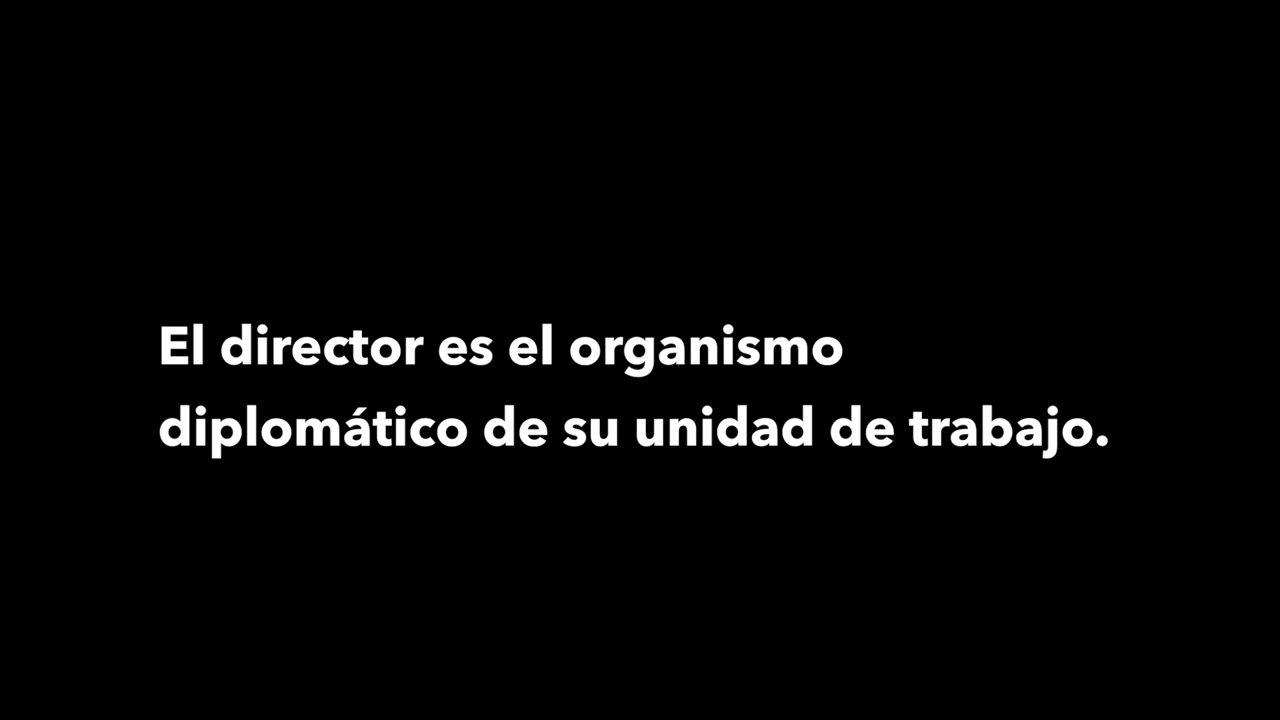 El director es el organismo
diplomático de su unidad de trabajo.